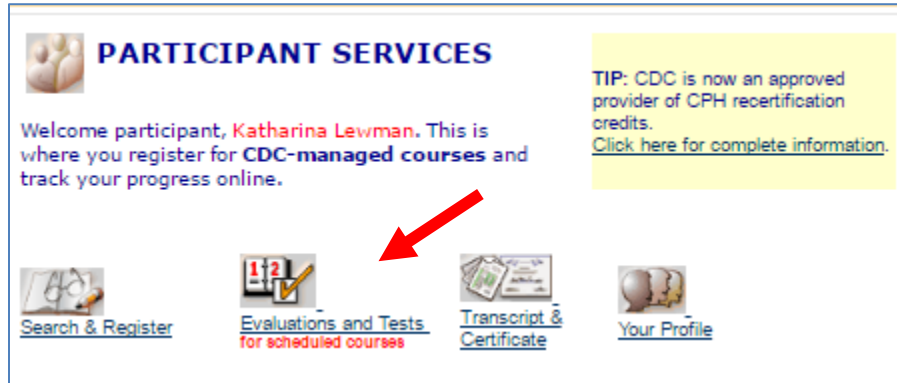 PARTICIPANT SERVICES
Welcome participant, Katharina Lewman. This is
where you register for CDC-managed courses and
track your progress online.
TIP: CDC is now an approved
provider of CPH recertification
credits.
Click here for complete information.
Search & Register
1 2
Evaluations and Tests
for scheduled courses
Transcript &
Certificate
Your Profile